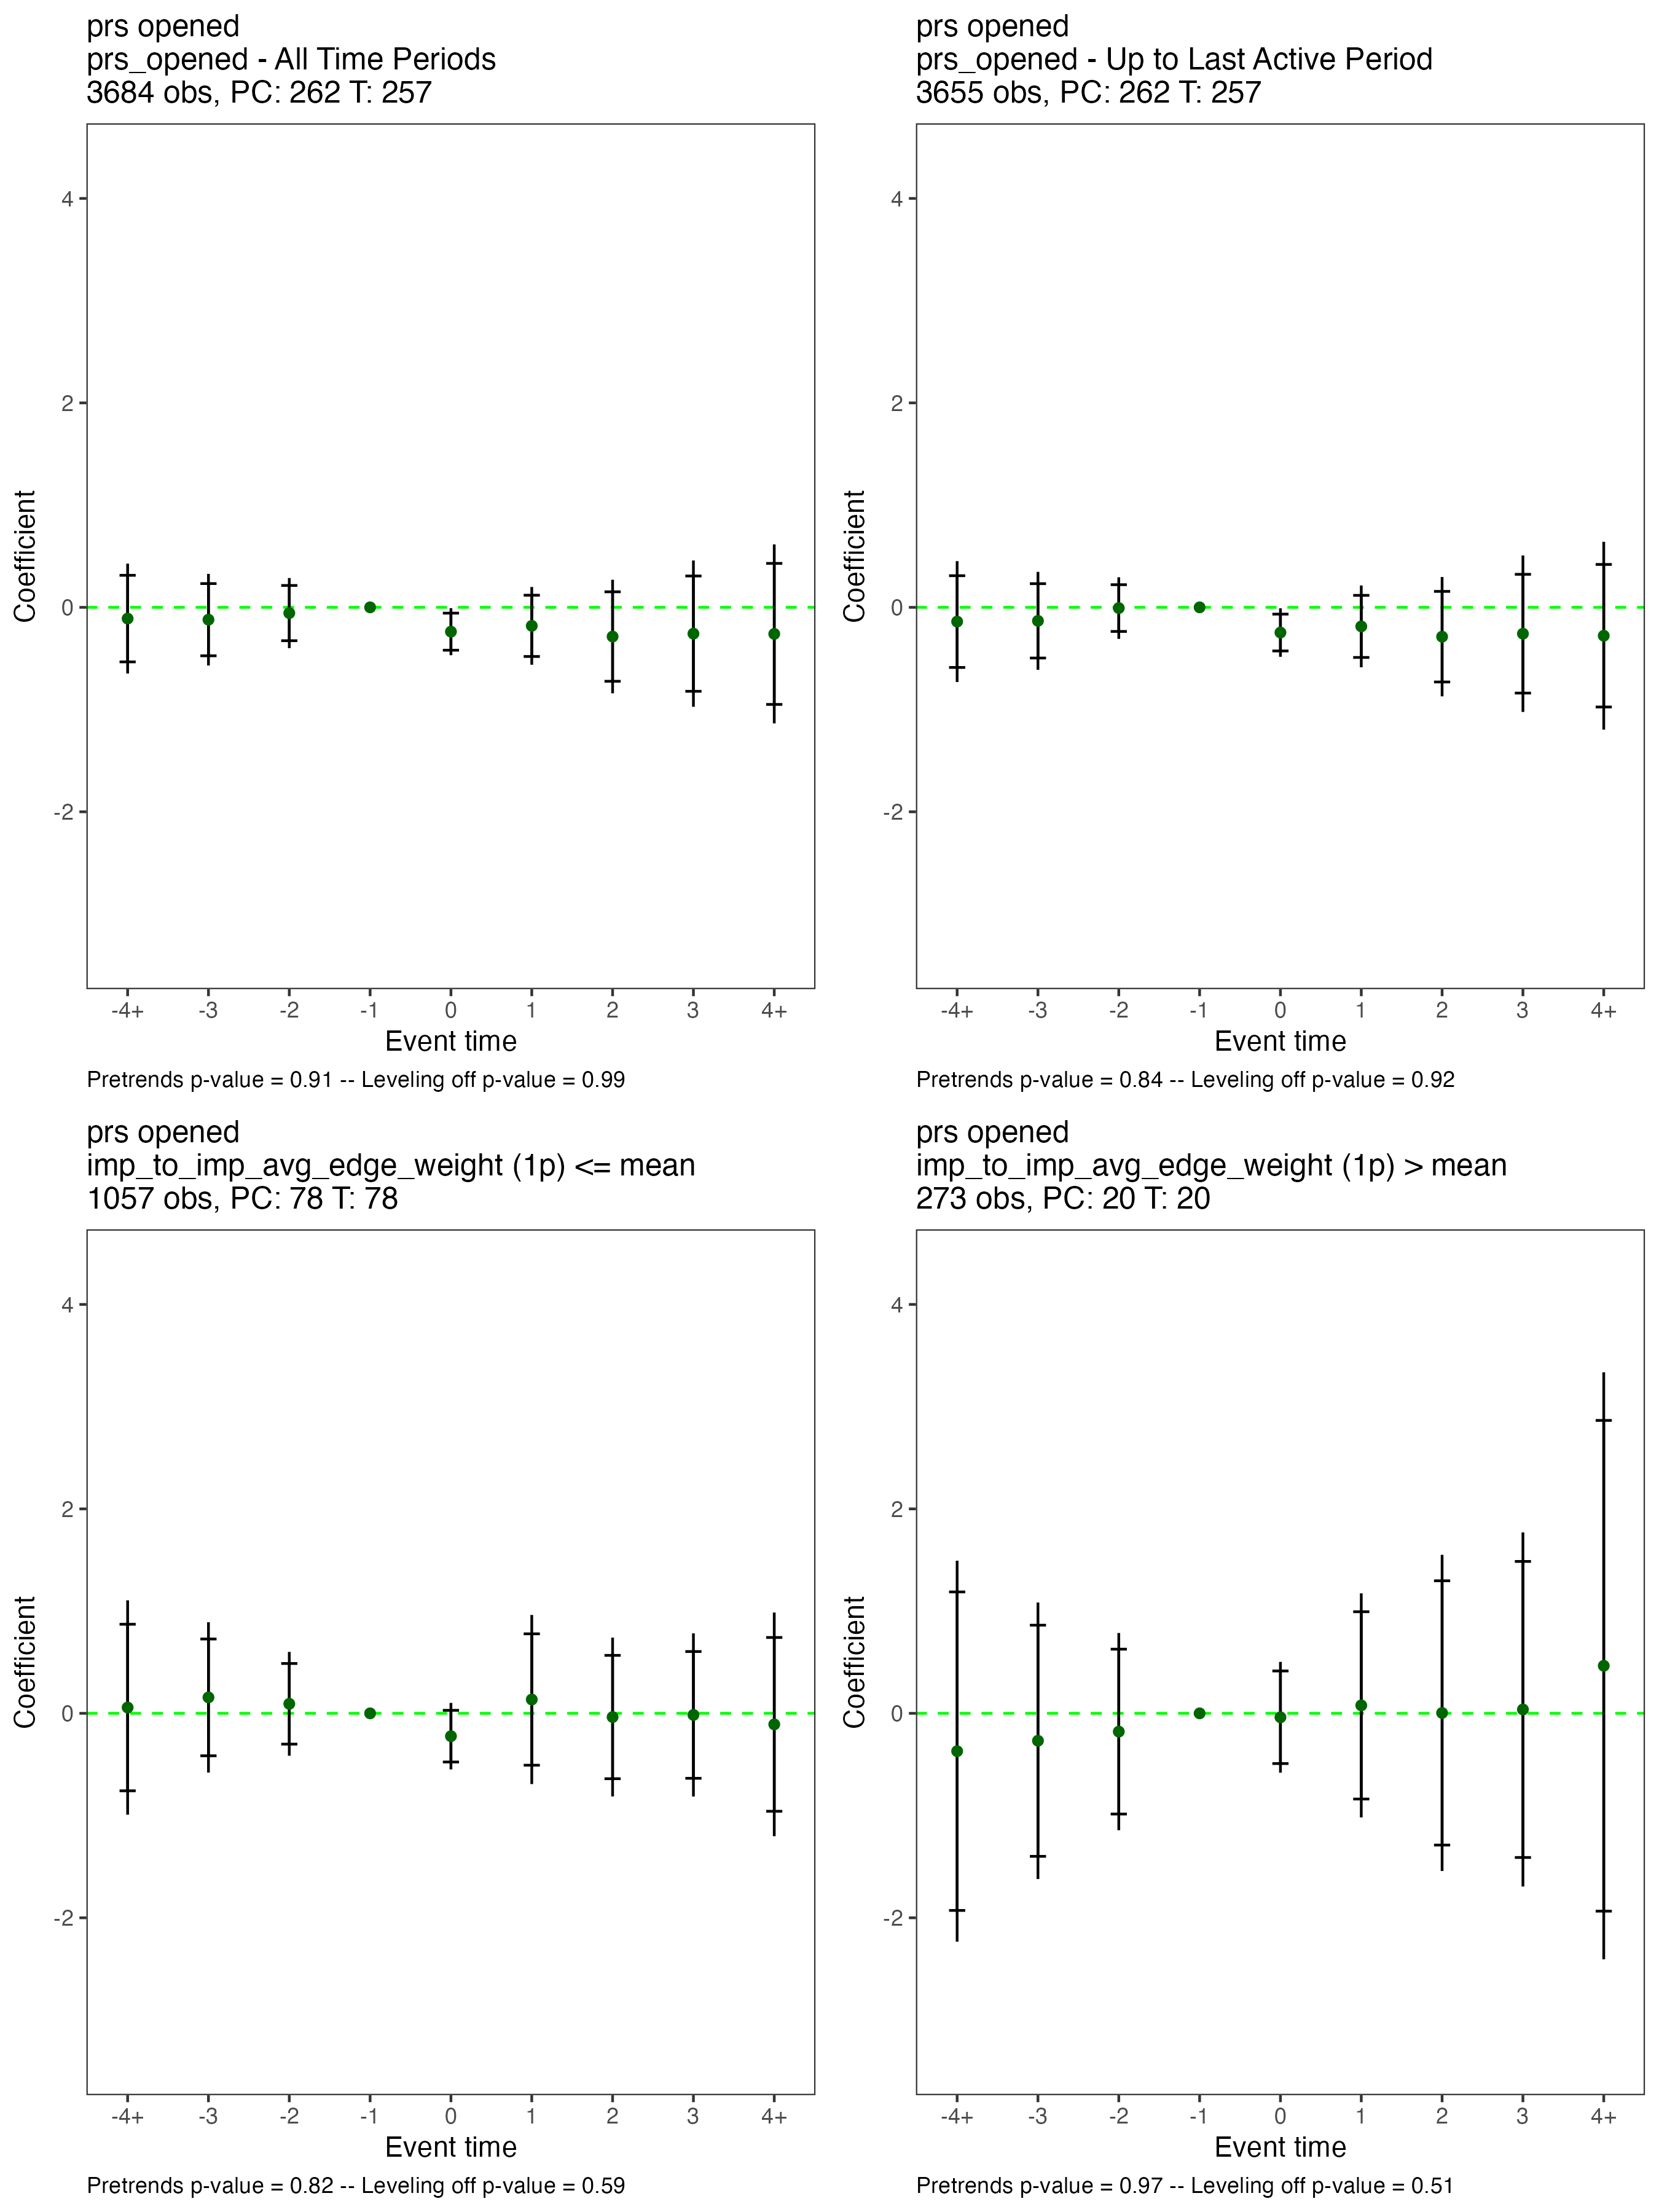 prs opened
prs_opened - All Time Periods
3684 obs, PC: 262 T: 257
4
2
0
-2
Coefficient
-4+ -3 -2 -1 0 1 2 3 4+
Event time
Pretrends p-value = 0.91 -- Leveling off p-value = 0.99
prs opened
prs_opened - Up to Last Active Period
3655 obs, PC: 262 T: 257
4
2
0
-2
Coefficient
-4+ -3 -2 -1 0 1 2 3 4+
Event time
Pretrends p-value = 0.84 -- Leveling off p-value = 0.92
prs opened
imp_to_imp_avg_edge_weight (1p) <= mean
1057 obs, PC: 78 T: 78
4
2
0
-2
Coefficient
-4+ -3 -2 -1 0 1 2 3 4+
Event time
Pretrends p-value = 0.82 -- Leveling off p-value = 0.59
prs opened
imp_to_imp_avg_edge_weight (1p) > mean
273 obs, PC: 20 T: 20
4
2
0
-2
Coefficient
-4+ -3 -2 -1 0 1 2 3 4+
Event time
Pretrends p-value = 0.97 -- Leveling off p-value = 0.51